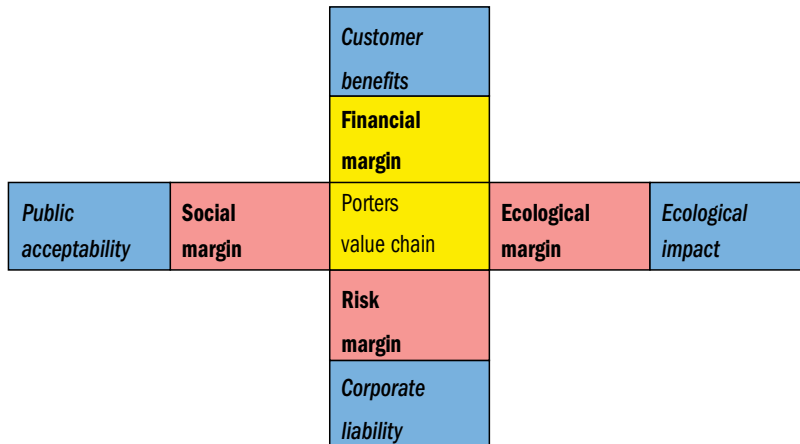 Customer
benefits
Financial
margin
Public
acceptability
Social
margin
Porters
value chain
Ecological
margin
Ecological
impact
Risk
margin
Corporate
liability